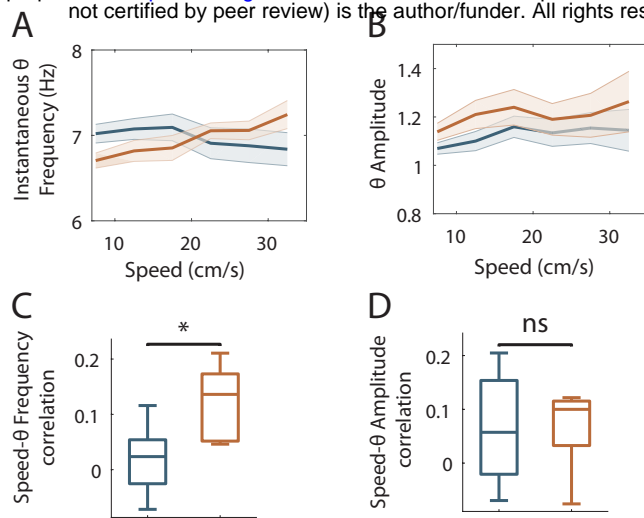 not certified by peer review) is the author/funder. All rights res
A
B
Instantaneous θ
Frequency (Hz)
8
7
6
10
20
30
Speed (cm/s)
θ Amplitude
1.4
1.2
1
0.8
10
20
30
Speed (cm/s)
C
D
Speed-θ Frequency
correlation
0.2
0.1
0
*
Speed-θ Amplitude
correlation
0.2
0.1
0
ns